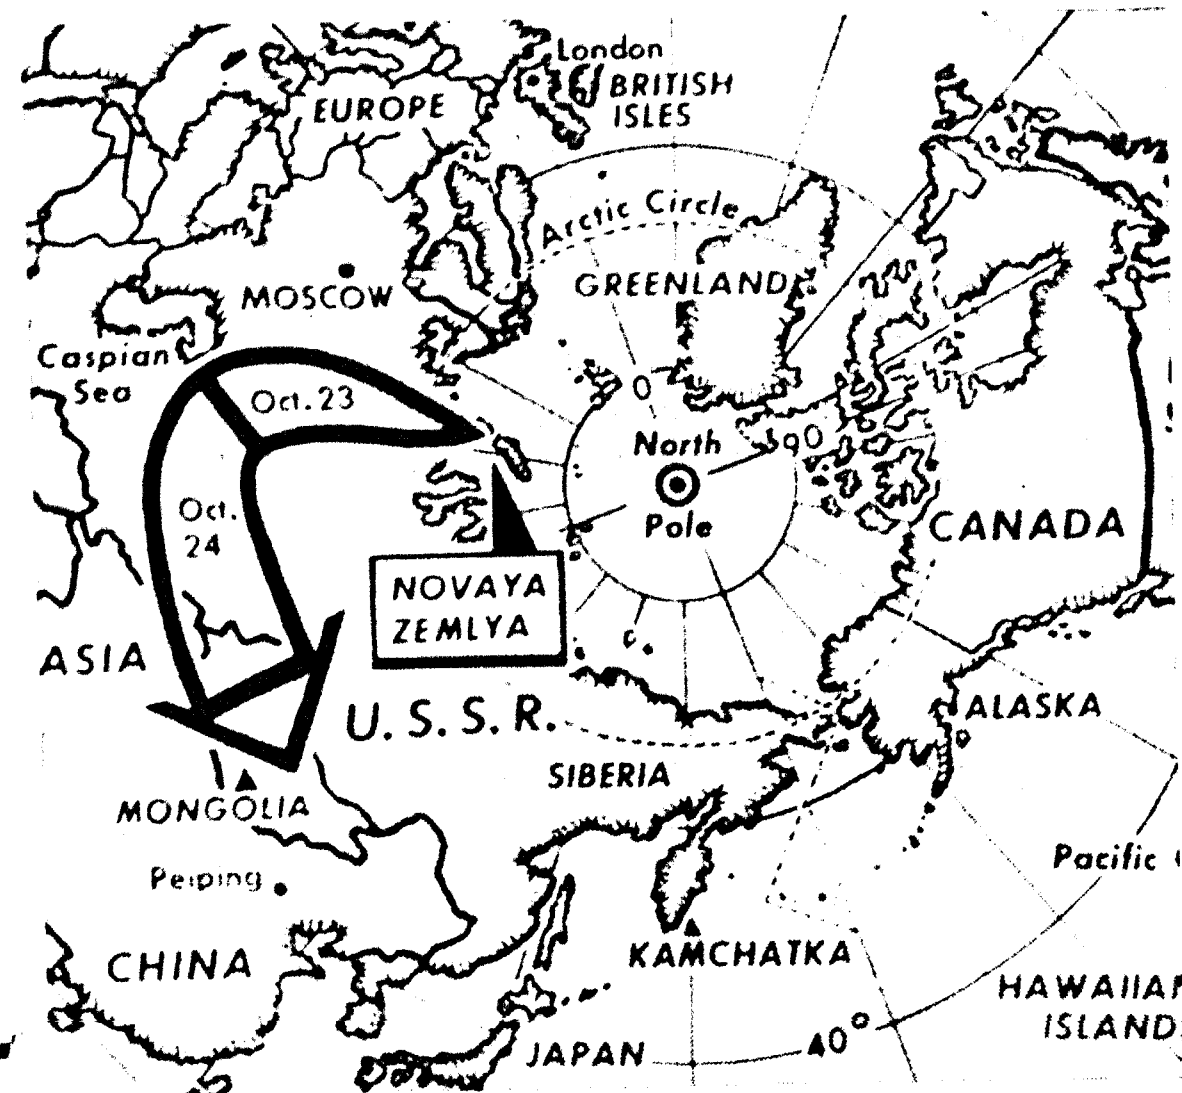 London
BRITISH
ISLES
EUROPE
Arctic Circle
GREENLAND
MOSCOW
Caspian
Sea
Oct. 23
0
90
North
Pole
Oct.
24
CANADA
NOVAYA
ZEMLYA
ASIA
U.S.S.R.
ALASKA
SIBERIA
MONGOLIA
Pacific
Peiping
KAMCHATKA
CHINA
HAWAIIAN
ISLAND
JAPAN
40°